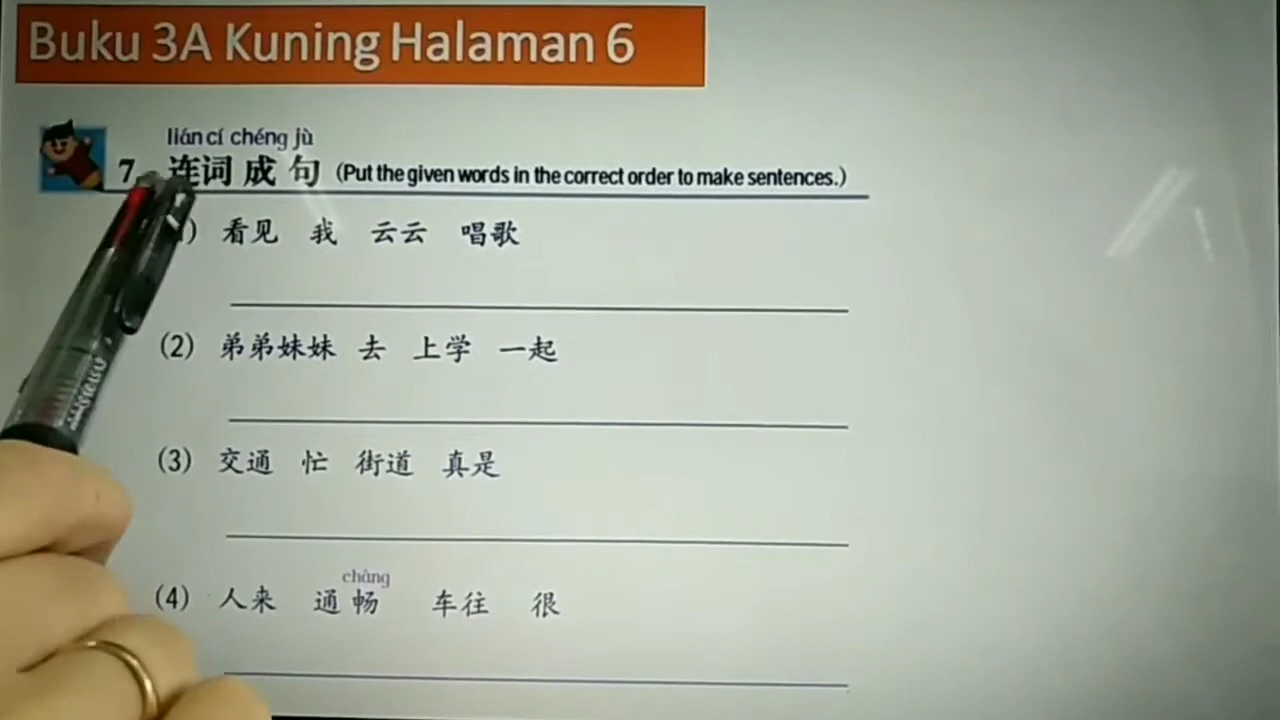 Buku 3A Kuning Halaman 6
lián cí chéng jù
7 连词成句 (Put the given words in the correct order to make sentences.)
) 看见 我 云云 唱歌
(2) 弟弟妹妹 去 上学 一起
(3) 交通 忙 街道 真是
chàng
(4) 人来 通畅 车往 很